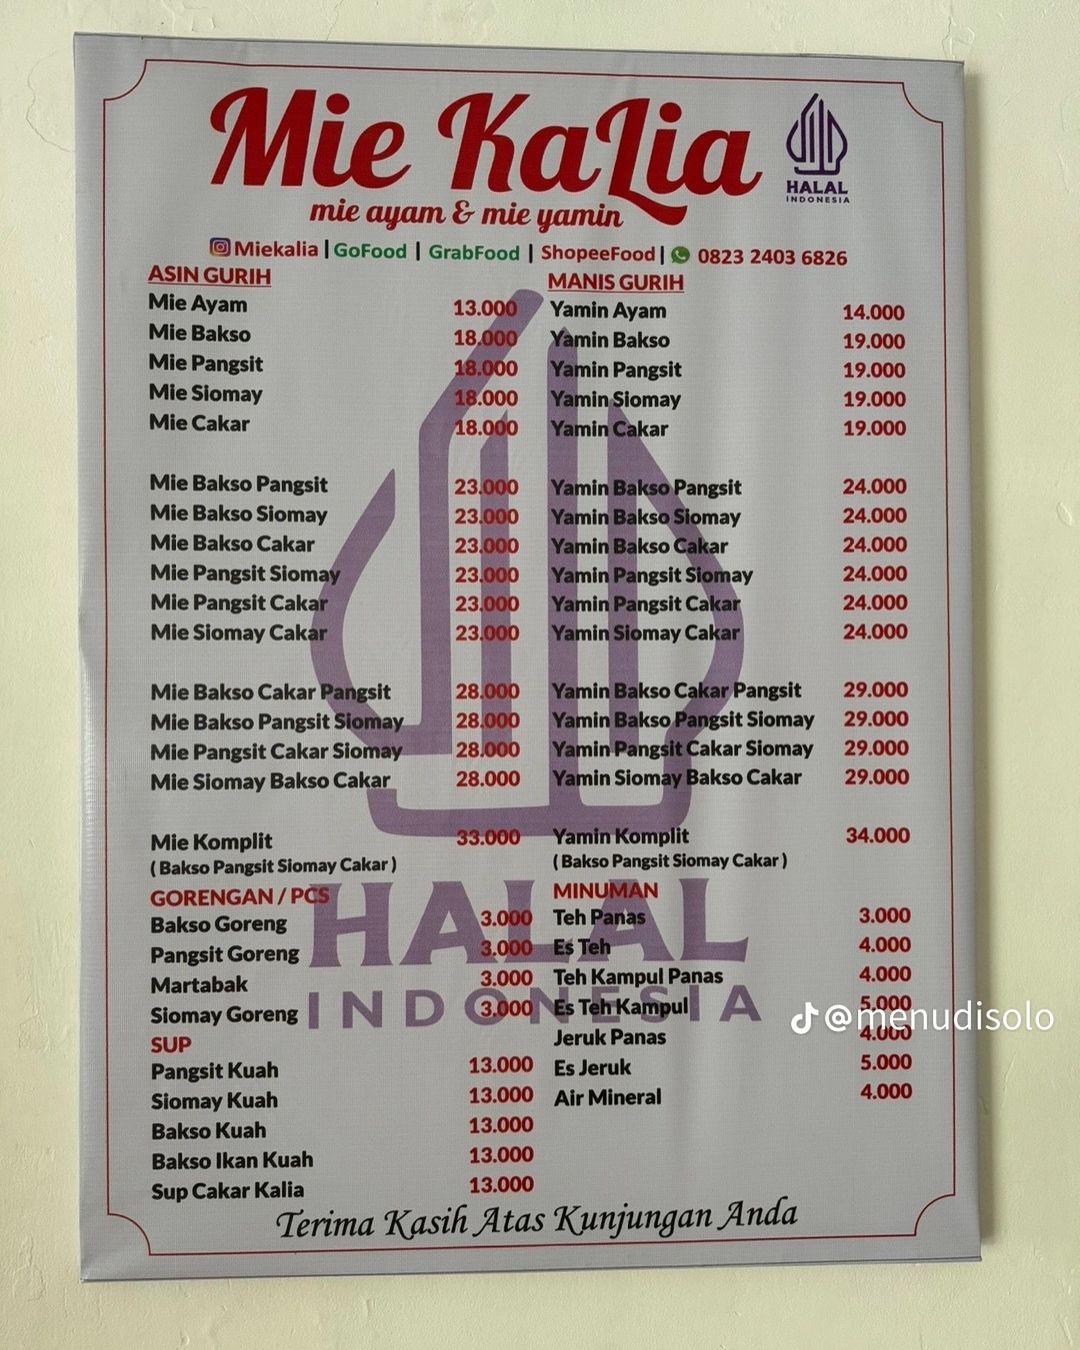 Mie KaLia
mie ayam & mie yamin
HALAL
INDONESIA
Miekalia | GoFood | GrabFood | ShopeeFood | 0823 2403 6826
ASIN GURIH
Mie Ayam 13.000
Mie Bakso 18.000
Mie Pangsit 18.000
Mie Siomay 18.000
Mie Cakar 18.000
Mie Bakso Pangsit 23.000
Mie Bakso Siomay 23.000
Mie Bakso Cakar 23.000
Mie Pangsit Siomay 23.000
Mie Pangsit Cakar 23.000
Mie Siomay Cakar 23.000
Mie Bakso Cakar Pangsit 28.000
Mie Bakso Pangsit Siomay 28.000
Mie Pangsit Cakar Siomay 28.000
Mie Siomay Bakso Cakar 28.000
Mie Komplit 33.000
( Bakso Pangsit Siomay Cakar )
MANIS GURIH
Yamin Ayam 14.000
Yamin Bakso 19.000
Yamin Pangsit 19.000
Yamin Siomay 19.000
Yamin Cakar 19.000
Yamin Bakso Pangsit 24.000
Yamin Bakso Siomay 24.000
Yamin Bakso Cakar 24.000
Yamin Pangsit Siomay 24.000
Yamin Pangsit Cakar 24.000
Yamin Siomay Cakar 24.000
Yamin Bakso Cakar Pangsit 29.000
Yamin Bakso Pangsit Siomay 29.000
Yamin Pangsit Cakar Siomay 29.000
Yamin Siomay Bakso Cakar 29.000
Yamin Komplit 34.000
( Bakso Pangsit Siomay Cakar )
GORENGAN / PCS
Bakso Goreng 3.000
Pangsit Goreng 3.000
Martabak 3.000
Siomay Goreng 3.000
SUP
Pangsit Kuah 13.000
Siomay Kuah 13.000
Bakso Kuah 13.000
Bakso Ikan Kuah 13.000
Sup Cakar Kalia 13.000
MINUMAN
Teh Panas 3.000
Es Teh 4.000
Teh Kampul Panas 4.000
Es Teh Kampul 5.000
Jeruk Panas 4.000
Es Jeruk 5.000
Air Mineral 4.000
HALAL
INDONESIA
@menudisolo
Terima Kasih Atas Kunjungan Anda